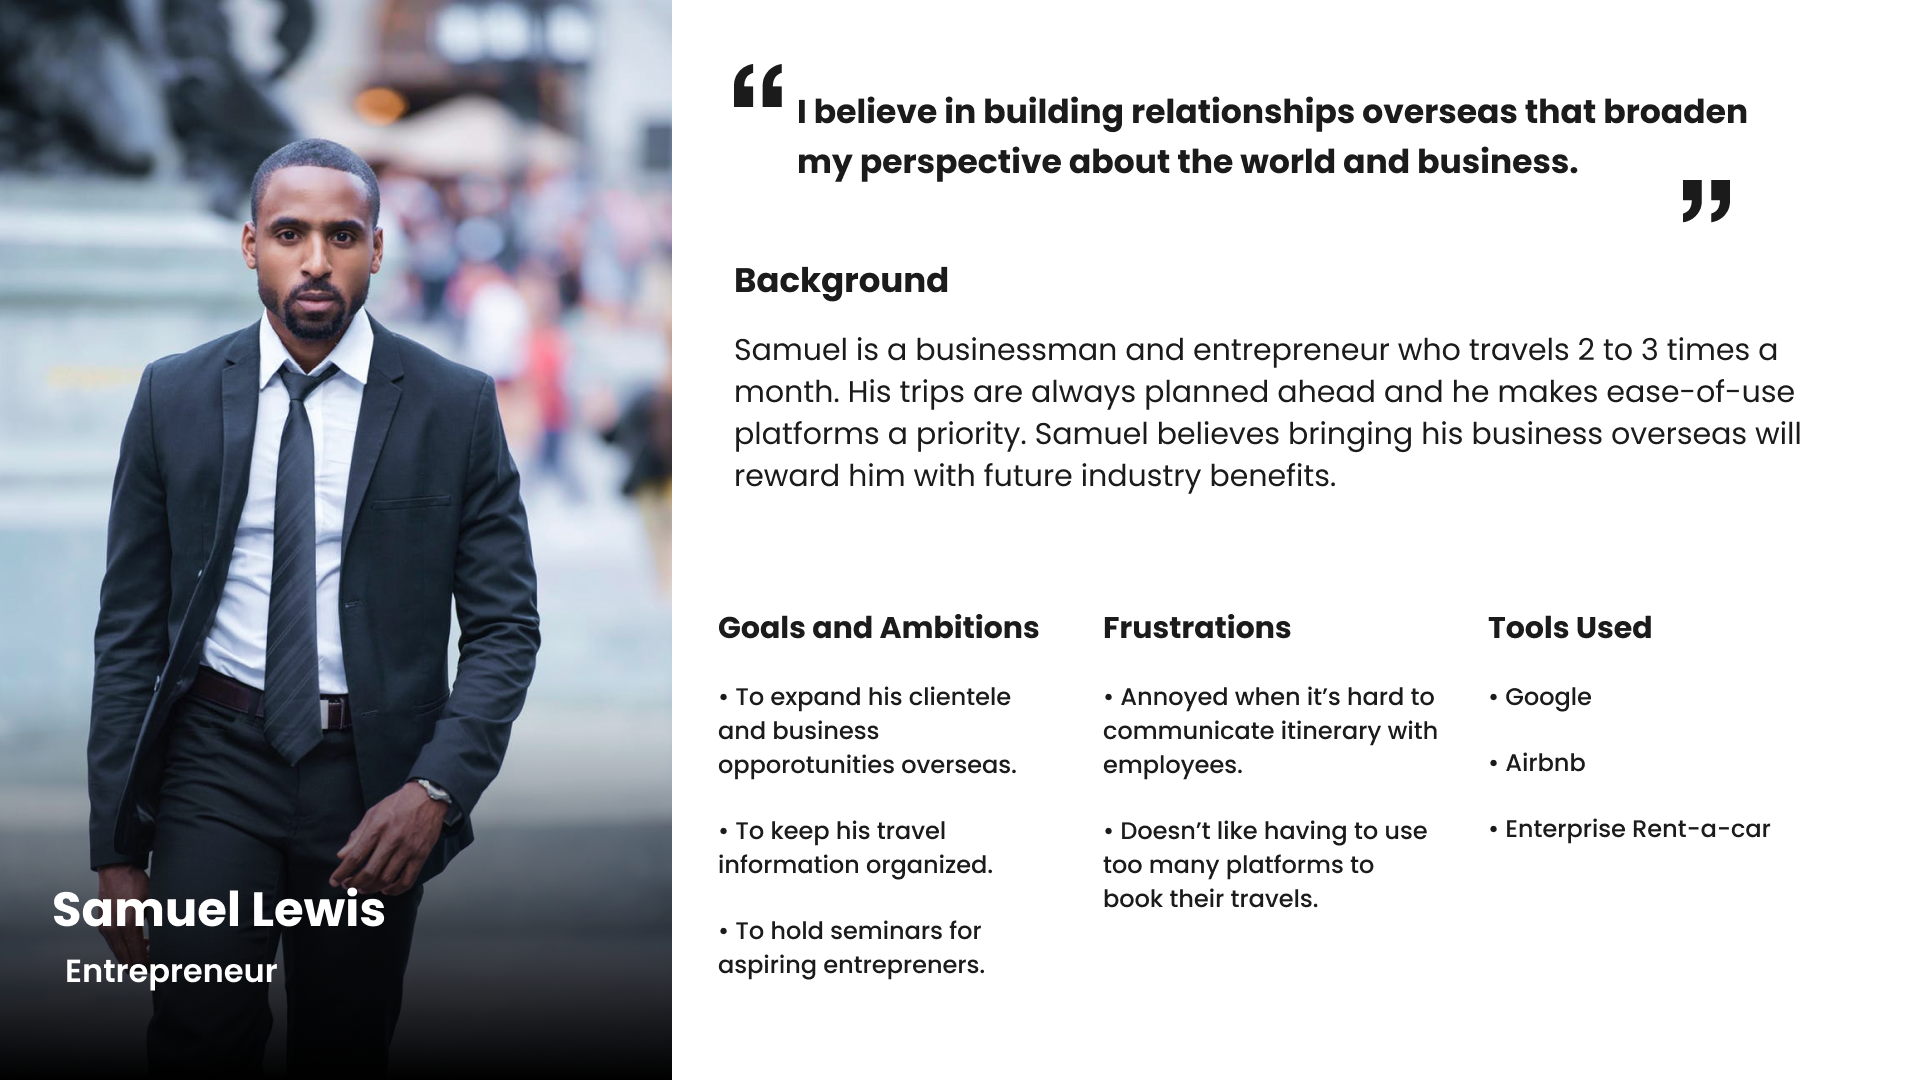 “
I believe in building relationships overseas that broaden
my perspective about the world and business.
”
Background
Samuel is a businessman and entrepreneur who travels 2 to 3 times a
month. His trips are always planned ahead and he makes ease-of-use
platforms a priority. Samuel believes bringing his business overseas will
reward him with future industry benefits.
Goals and Ambitions
• To expand his clientele
and business
opporotunities overseas.
• To keep his travel
information organized.
• To hold seminars for
aspiring entrepreners.
Frustrations
• Annoyed when it’s hard to
communicate itinerary with
employees.
• Doesn’t like having to use
too many platforms to
book their travels.
Tools Used
• Google
• Airbnb
• Enterprise Rent-a-car
Samuel Lewis
Entrepreneur